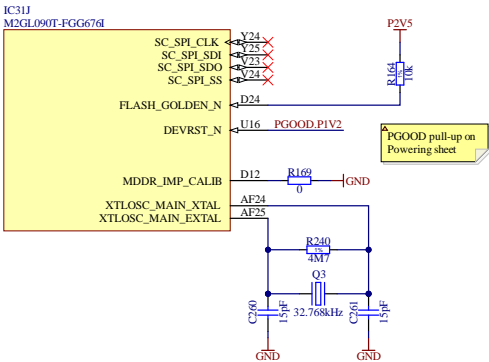 IC31J
M2GL090T-FGG676I
SC_SPI_CLK Y24
SC_SPI_SDI Y25
SC_SPI_SDO V23
SC_SPI_SS V24
FLASH_GOLDEN_N D24
DEVRST_N U16 PGOOD.P1V2
MDDR_IMP_CALIB D12
XTLOSC_MAIN_XTAL AF24
XTLOSC_MAIN_EXTAL AF25
P2V5
R164
1%
10k
PGOOD pull-up on
Powering sheet
R169
0
GND
R240
1%
4M7
Q3
32.768kHz
C260
15pF
C261
15pF
GND
GND